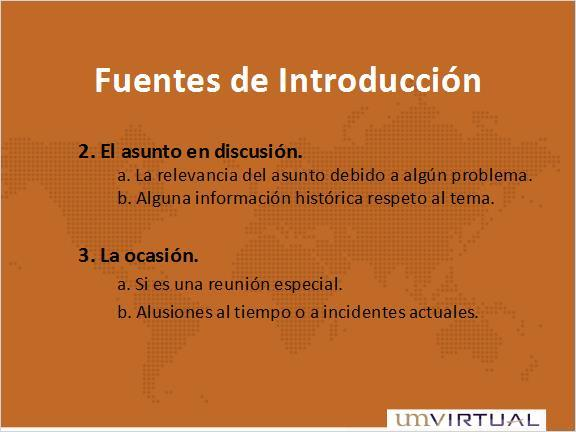 Fuentes de Introducción
2. El asunto en discusión.
a. La relevancia del asunto debido a algún problema.
b. Alguna información histórica respeto al tema.
3. La ocasión.
a. Si es una reunión especial.
b. Alusiones al tiempo o a incidentes actuales.
UMVIRTUAL